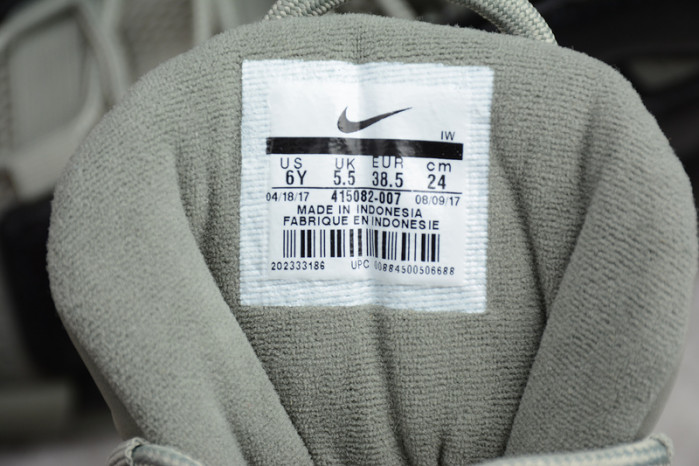 IW
US UK EUR cm
6Y 5.5 38.5 24
04/18/17 415082-007 08/09/17
MADE IN INDONESIA
FABRIQUE EN INDONESIE
202333186 UPC 00884500506688